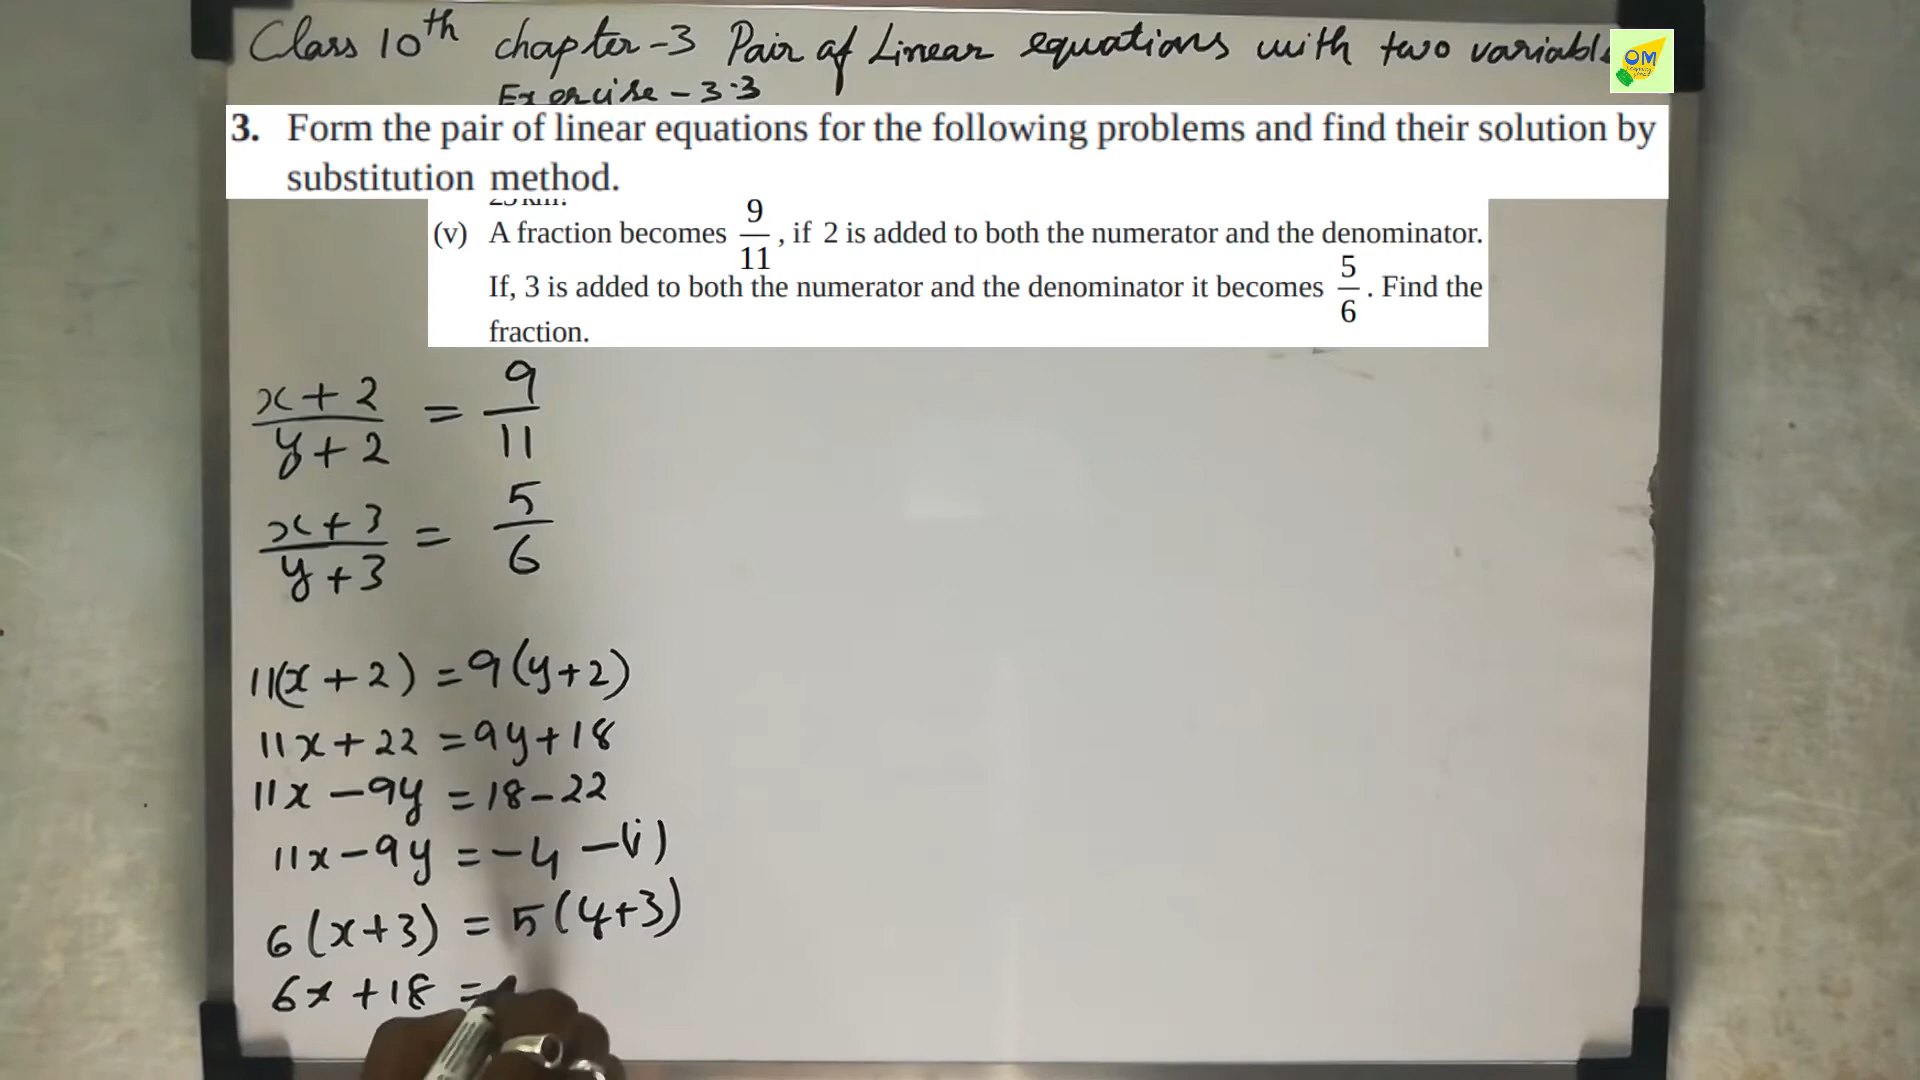 Class 10th chapter-3 Pair of Linear equations with two variable
OM
Exercise - 3.3
3. Form the pair of linear equations for the following problems and find their solution by
substitution method.
(v) A fraction becomes 9/11, if 2 is added to both the numerator and the denominator.
If, 3 is added to both the numerator and the denominator it becomes 5/6. Find the
fraction.
x+2/y+2 = 9/11
x+3/y+3 = 5/6
11(x+2) = 9(y+2)
11x+22 = 9y+18
11x-9y = 18-22
11x-9y = -4 -(i)
6(x+3) = 5(y+3)
6x+18 =